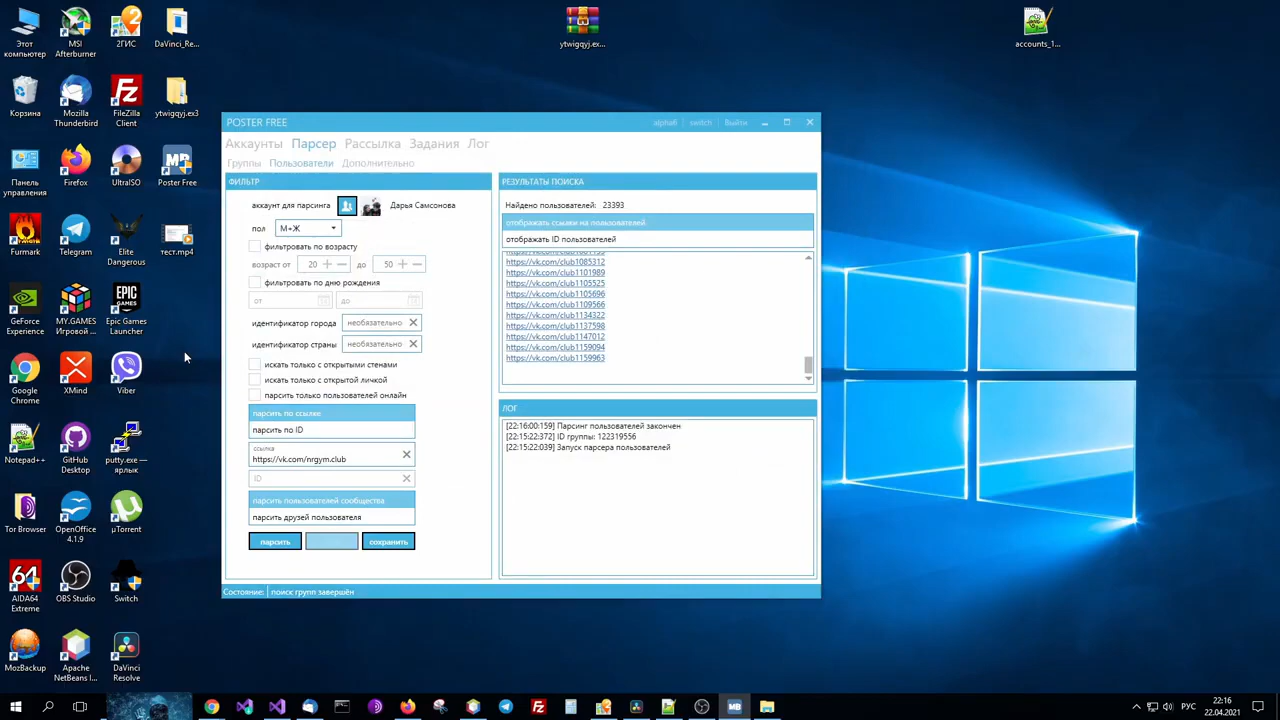 Этот
компьютер
MSI
Afterburner
2ГИС
DaVinci_Re...
ytwigqyj.ex...
accounts_1...
Корзина
Mozilla
Thunderbird
FileZilla
Client
ytwigqyj.ex3
Панель
управления
Firefox
UltraISO
Poster Free
Furmark
Telegram
Elite
Dangerous
тест.mp4
GeForce
Experience
MY.GAMES
Игровой ...
Epic Games
Launcher
Google
Chrome
XMind
Viber
Notepad++
GitHub
Desktop
putty.exe —
ярлык
Tor Browser
OpenOffice
4.1.9
µTorrent
AIDA64
Extreme
OBS Studio
Switch
MozBackup
Apache
NetBeans I...
DaVinci
Resolve
POSTER FREE
alphafi switch Выйти
Аккаунты Парсер Рассылка Задания Лог
Группы Пользователи Дополнительно
ФИЛЬТР
аккаунт для парсинга Дарья Самсонова
пол М+Ж
фильтровать по возрасту
возраст от 20 до 50
фильтровать по дню рождения
от до
идентификатор города необязательно
идентификатор страны необязательно
искать только с открытыми стенами
искать только с открытой личкой
парсить только пользователей онлайн
парсить по ссылке
парсить по ID
ссылка
https://vk.com/nrgym.club
ID
парсить пользователей сообщества
парсить друзей пользователя
парсить сохранить
РЕЗУЛЬТАТЫ ПОИСКА
Найдено пользователей: 23393
отображать ссылки на пользователей
отображать ID пользователей
https://vk.com/club1085312
https://vk.com/club1101989
https://vk.com/club1105525
https://vk.com/club1105696
https://vk.com/club1109566
https://vk.com/club1134322
https://vk.com/club1137598
https://vk.com/club1147012
https://vk.com/club1159094
https://vk.com/club1159963
ЛОГ
[22:16:00:159] Парсинг пользователей закончен
[22:15:22:372] ID группы: 122319556
[22:15:22:039] Запуск парсера пользователей
Состояние: поиск групп завершён
РУС
22:16
22.04.2021